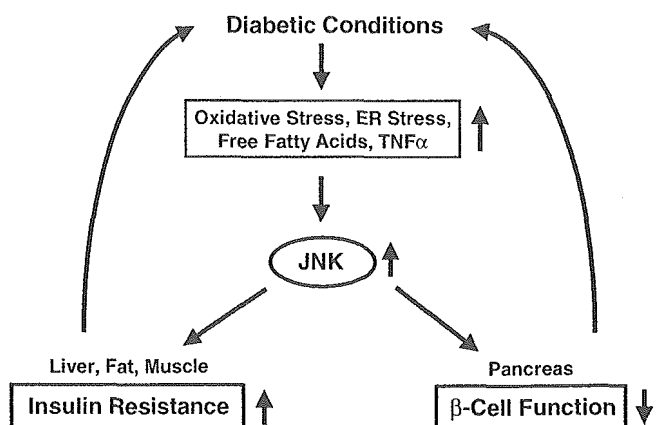 Diabetic Conditions
Oxidative Stress, ER Stress,
Free Fatty Acids, TNFα
JNK
Liver, Fat, Muscle
Insulin Resistance
Pancreas
β-Cell Function